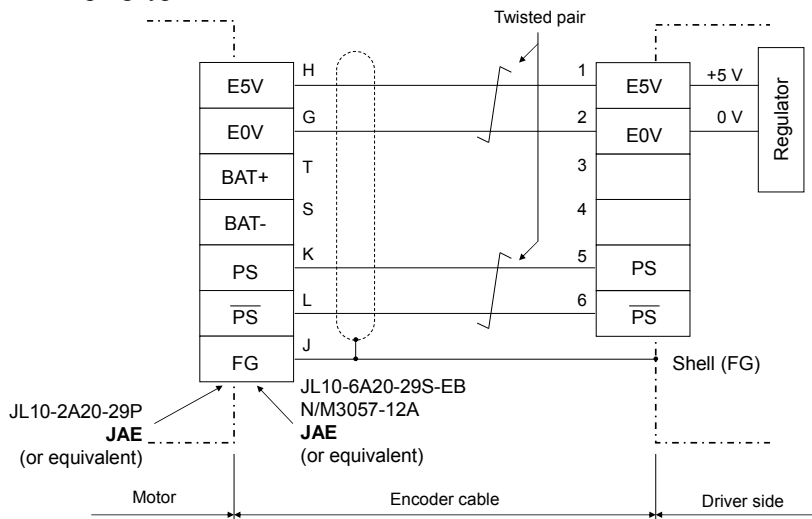 Twisted pair
E5V H 1 E5V +5 V
E0V G 2 E0V 0 V
Regulator
BAT+ T 3
BAT- S 4
PS K 5 PS
PS L 6 PS
FG J Shell (FG)
JL10-2A20-29P
JAE
(or equivalent)
JL10-6A20-29S-EB
N/M3057-12A
JAE
(or equivalent)
Motor Encoder cable Driver side